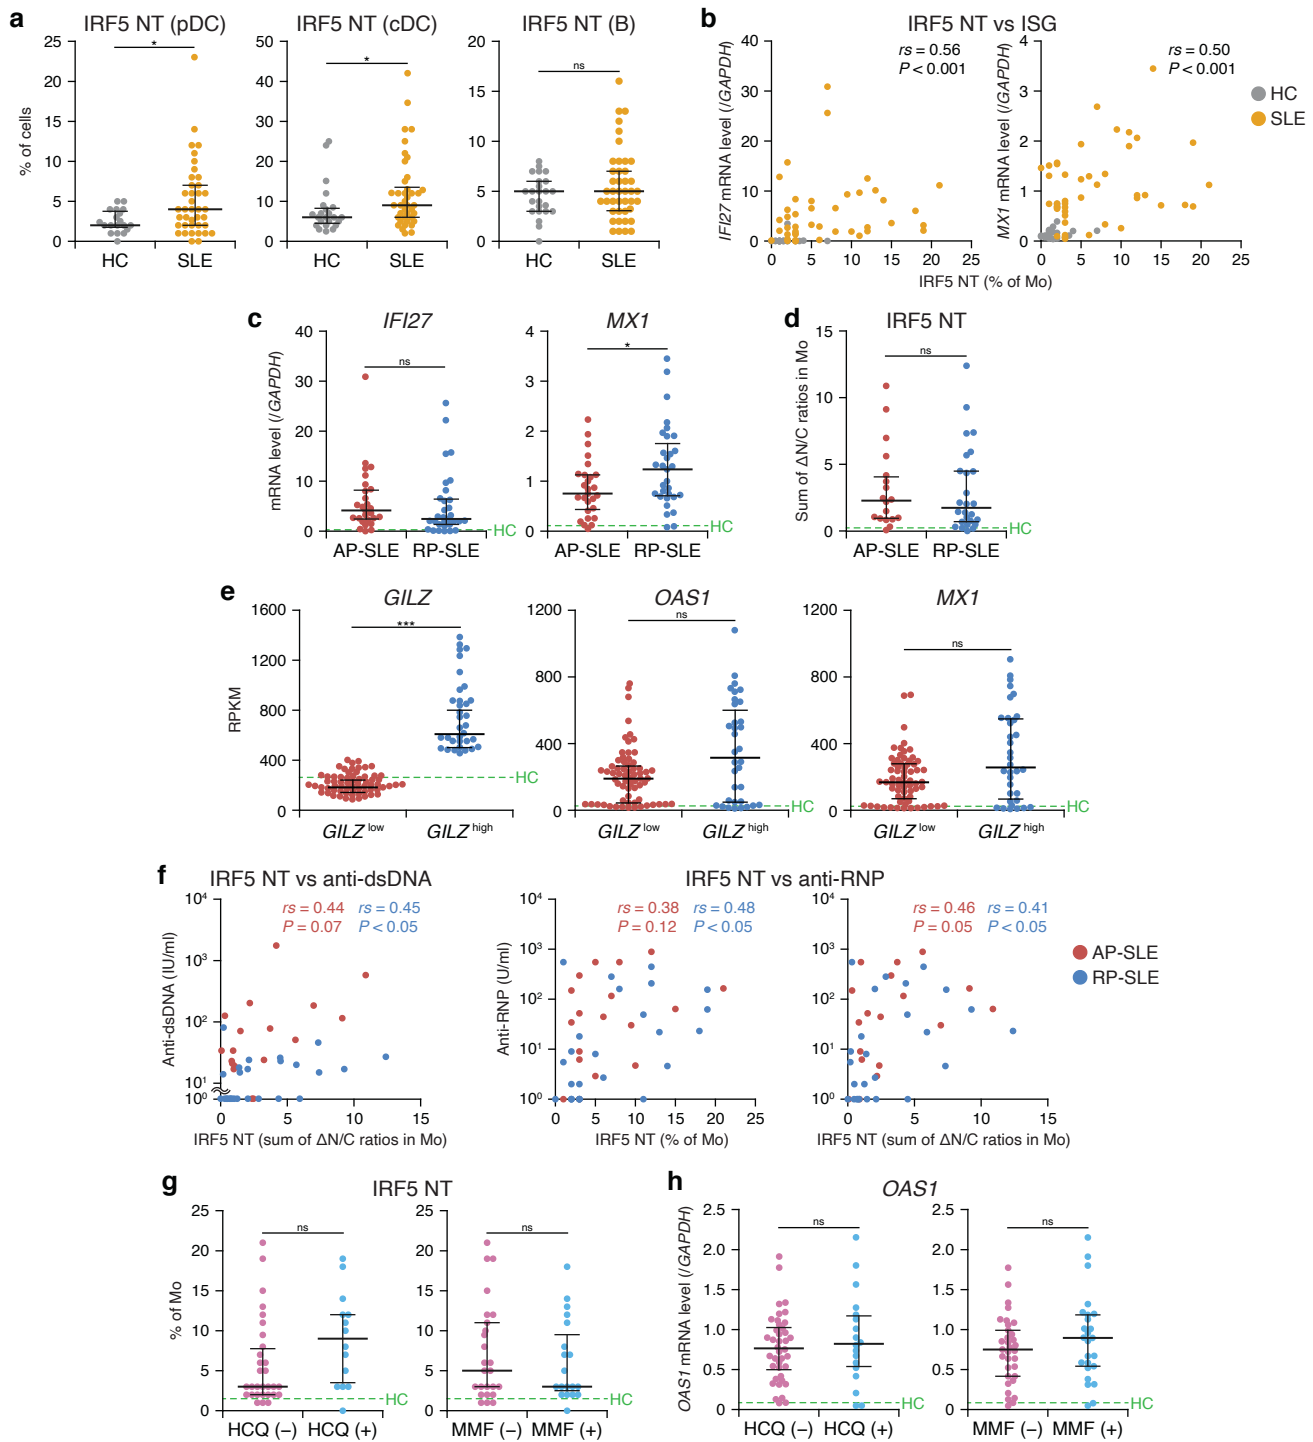 a
IRF5 NT (pDC)
IRF5 NT (cDC)
IRF5 NT (B)
% of cells
25
20
15
10
5
0
*
HC
SLE
50
40
30
20
10
0
*
HC
SLE
20
15
10
5
0
ns
HC
SLE
b
IRF5 NT vs ISG
IFI27 mRNA level (/GAPDH)
40
30
20
10
0
rs = 0.56
P < 0.001
0 5 10 15 20 25
MX1 mRNA level (/GAPDH)
4
3
2
1
0
rs = 0.50
P < 0.001
0 5 10 15 20 25
IRF5 NT (% of Mo)
HC
SLE
c
IFI27
mRNA level (/GAPDH)
40
30
20
10
0
ns
HC
AP-SLE RP-SLE
MX1
4
3
2
1
0
*
HC
AP-SLE RP-SLE
d
IRF5 NT
Sum of ΔN/C ratios in Mo
15
10
5
0
ns
HC
AP-SLE RP-SLE
e
GILZ
RPKM
1600
1200
800
400
0
***
HC
GILZ low GILZ high
OAS1
1200
800
400
0
ns
HC
GILZ low GILZ high
MX1
1200
800
400
0
ns
HC
GILZ low GILZ high
f
IRF5 NT vs anti-dsDNA
Anti-dsDNA (IU/ml)
10⁴
10³
10²
10¹
10⁰
rs = 0.44 rs = 0.45
P = 0.07 P < 0.05
0 5 10 15
IRF5 NT (sum of ΔN/C ratios in Mo)
IRF5 NT vs anti-RNP
Anti-RNP (U/ml)
10⁴
10³
10²
10¹
10⁰
rs = 0.38 rs = 0.48
P = 0.12 P < 0.05
0 5 10 15 20 25
IRF5 NT (% of Mo)
10⁴
10³
10²
10¹
10⁰
rs = 0.46 rs = 0.41
P = 0.05 P < 0.05
0 5 10 15
IRF5 NT (sum of ΔN/C ratios in Mo)
AP-SLE
RP-SLE
g
IRF5 NT
% of Mo
25
20
15
10
5
0
ns
HCQ (–) HCQ (+)
25
20
15
10
5
0
ns
HC
MMF (–) MMF (+)
h
OAS1
OAS1 mRNA level (/GAPDH)
2.5
2.0
1.5
1.0
0.5
0
ns
HCQ (–) HCQ (+)
2.5
2.0
1.5
1.0
0.5
0
ns
HC
MMF (–) MMF (+)
HC
HC